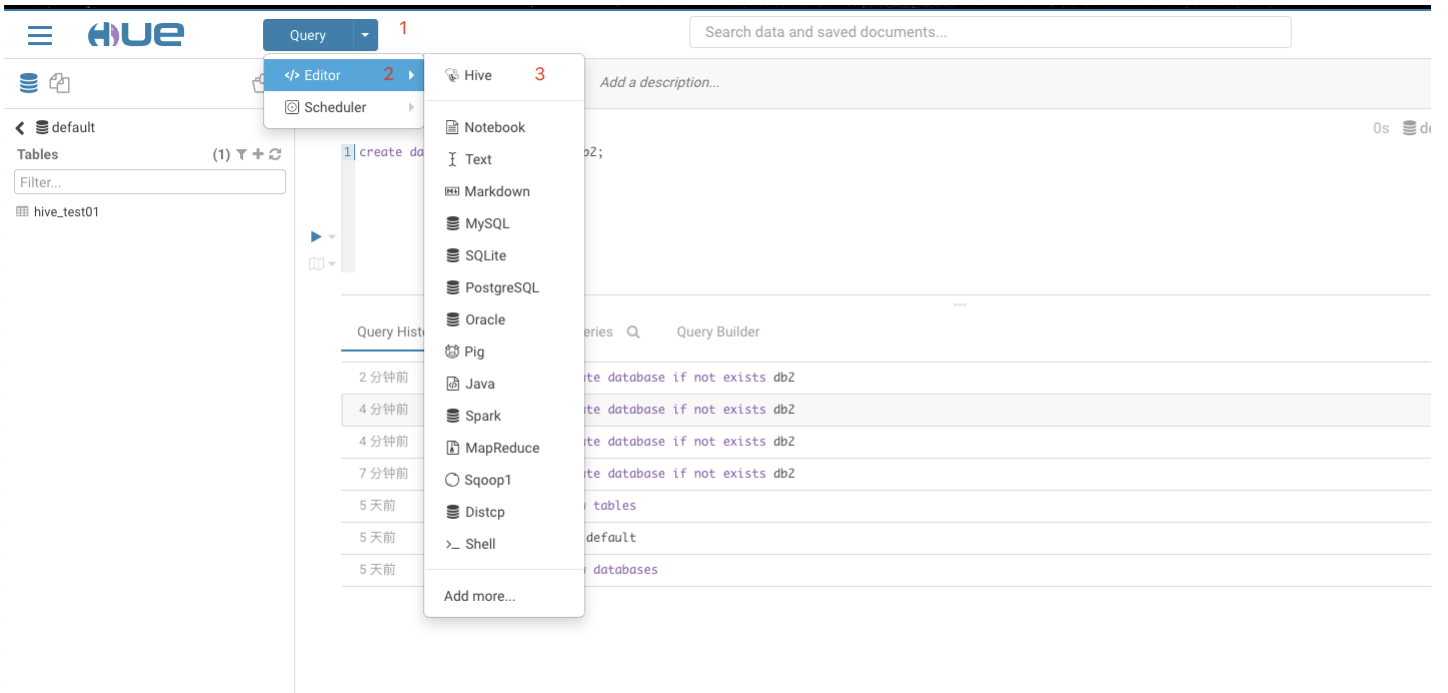 HUE
Query 1
Search data and saved documents...
</> Editor 2
Hive 3
Add a description...
Scheduler
default
Notebook
0s de
Tables (1)
1 create da b2;
Text
Filter...
Markdown
hive_test01
MySQL
SQLite
PostgreSQL
Oracle
Query Histo eries Query Builder
Pig
2 分钟前 te database if not exists db2
Java
4 分钟前 te database if not exists db2
Spark
4 分钟前 te database if not exists db2
MapReduce
7 分钟前 te database if not exists db2
Sqoop1
5 天前 tables
Distcp
5 天前 default
Shell
5 天前 databases
Add more...